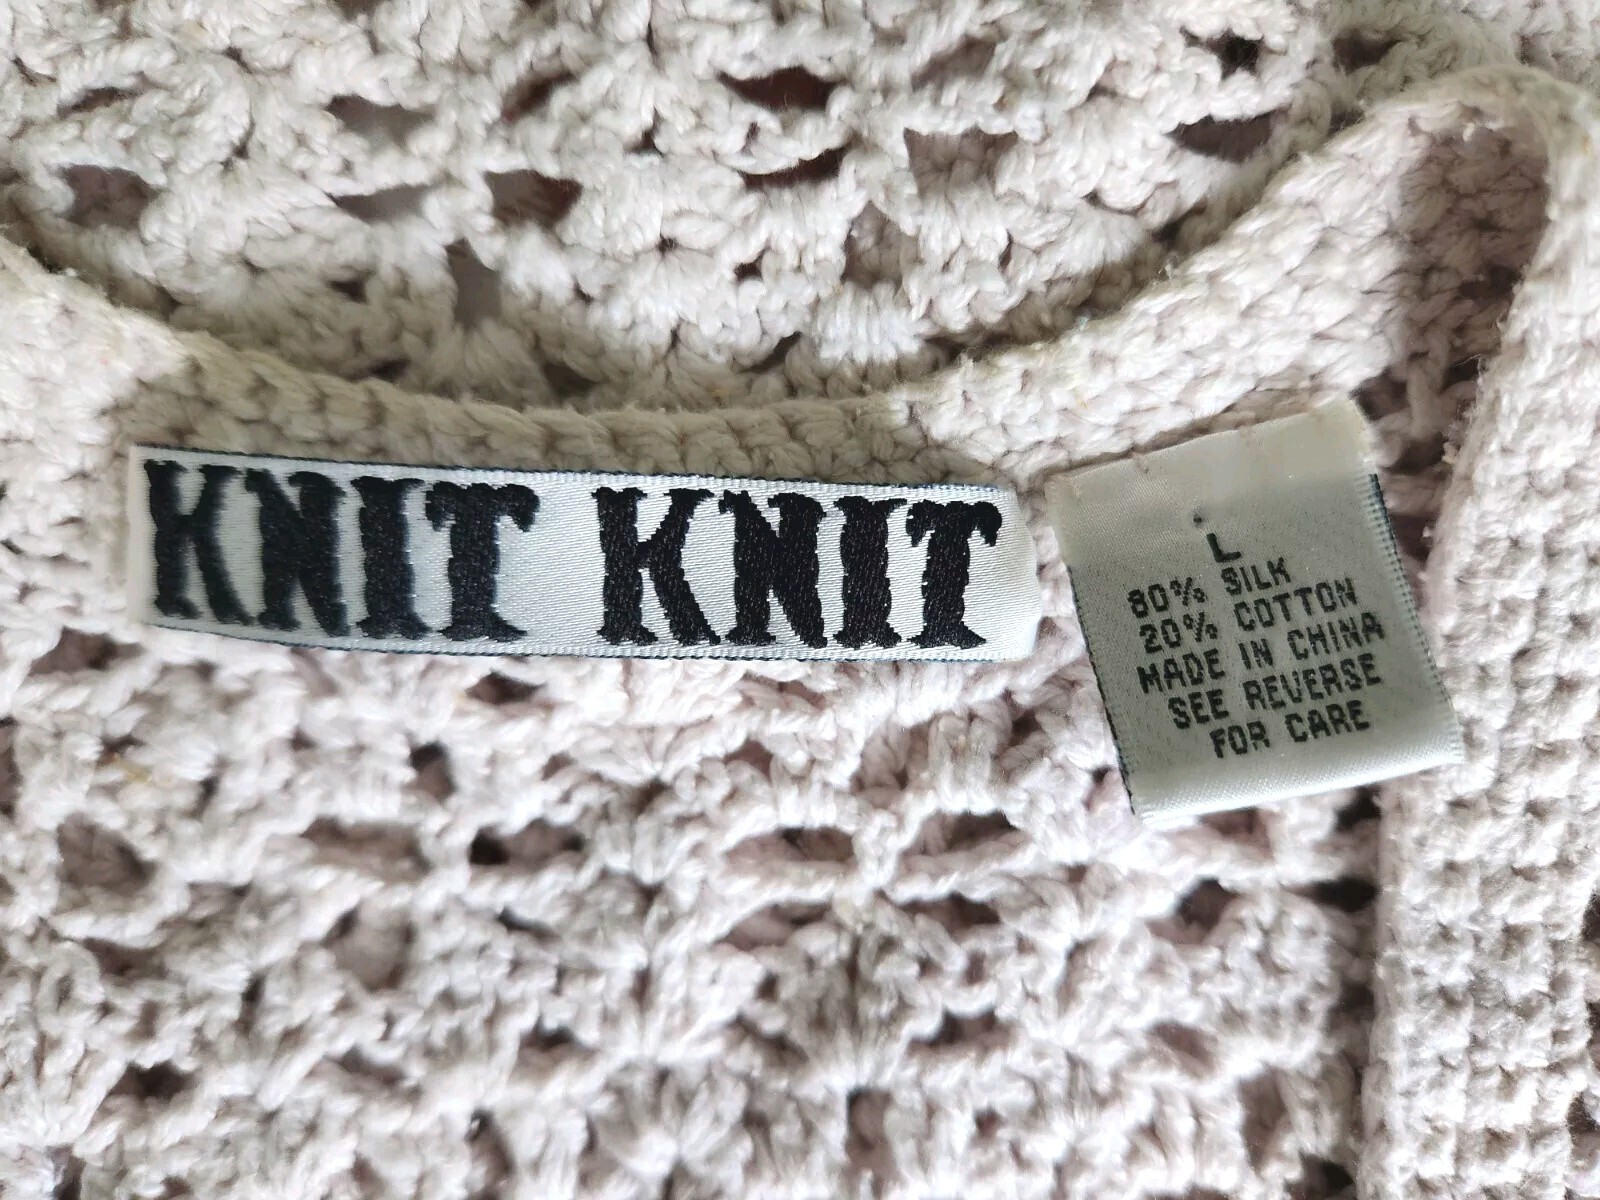 KNIT KNIT
L
80% SILK
20% COTTON
MADE IN CHINA
SEE REVERSE
FOR CARE